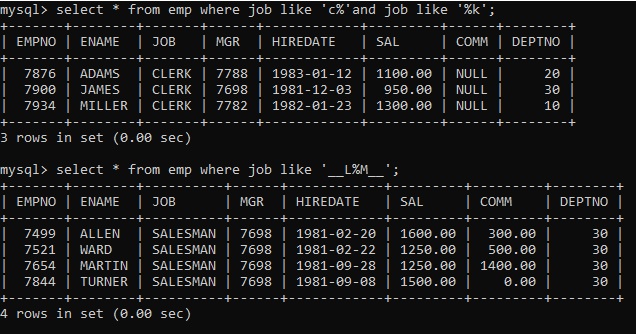 mysql> select * from emp where job like 'c%'and job like '%k';
+-------+--------+-------+------+------------+---------+------+--------+
| EMPNO | ENAME  | JOB   | MGR  | HIREDATE   | SAL     | COMM | DEPTNO |
+-------+--------+-------+------+------------+---------+------+--------+
|  7876 | ADAMS  | CLERK | 7788 | 1983-01-12 | 1100.00 | NULL |     20 |
|  7900 | JAMES  | CLERK | 7698 | 1981-12-03 |  950.00 | NULL |     30 |
|  7934 | MILLER | CLERK | 7782 | 1982-01-23 | 1300.00 | NULL |     10 |
+-------+--------+-------+------+------------+---------+------+--------+
3 rows in set (0.00 sec)
mysql> select * from emp where job like '__L%M__';
+-------+--------+----------+------+------------+---------+---------+--------+
| EMPNO | ENAME  | JOB      | MGR  | HIREDATE   | SAL     | COMM    | DEPTNO |
+-------+--------+----------+------+------------+---------+---------+--------+
|  7499 | ALLEN  | SALESMAN | 7698 | 1981-02-20 | 1600.00 |  300.00 |     30 |
|  7521 | WARD   | SALESMAN | 7698 | 1981-02-22 | 1250.00 |  500.00 |     30 |
|  7654 | MARTIN | SALESMAN | 7698 | 1981-09-28 | 1250.00 | 1400.00 |     30 |
|  7844 | TURNER | SALESMAN | 7698 | 1981-09-08 | 1500.00 |    0.00 |     30 |
+-------+--------+----------+------+------------+---------+---------+--------+
4 rows in set (0.00 sec)